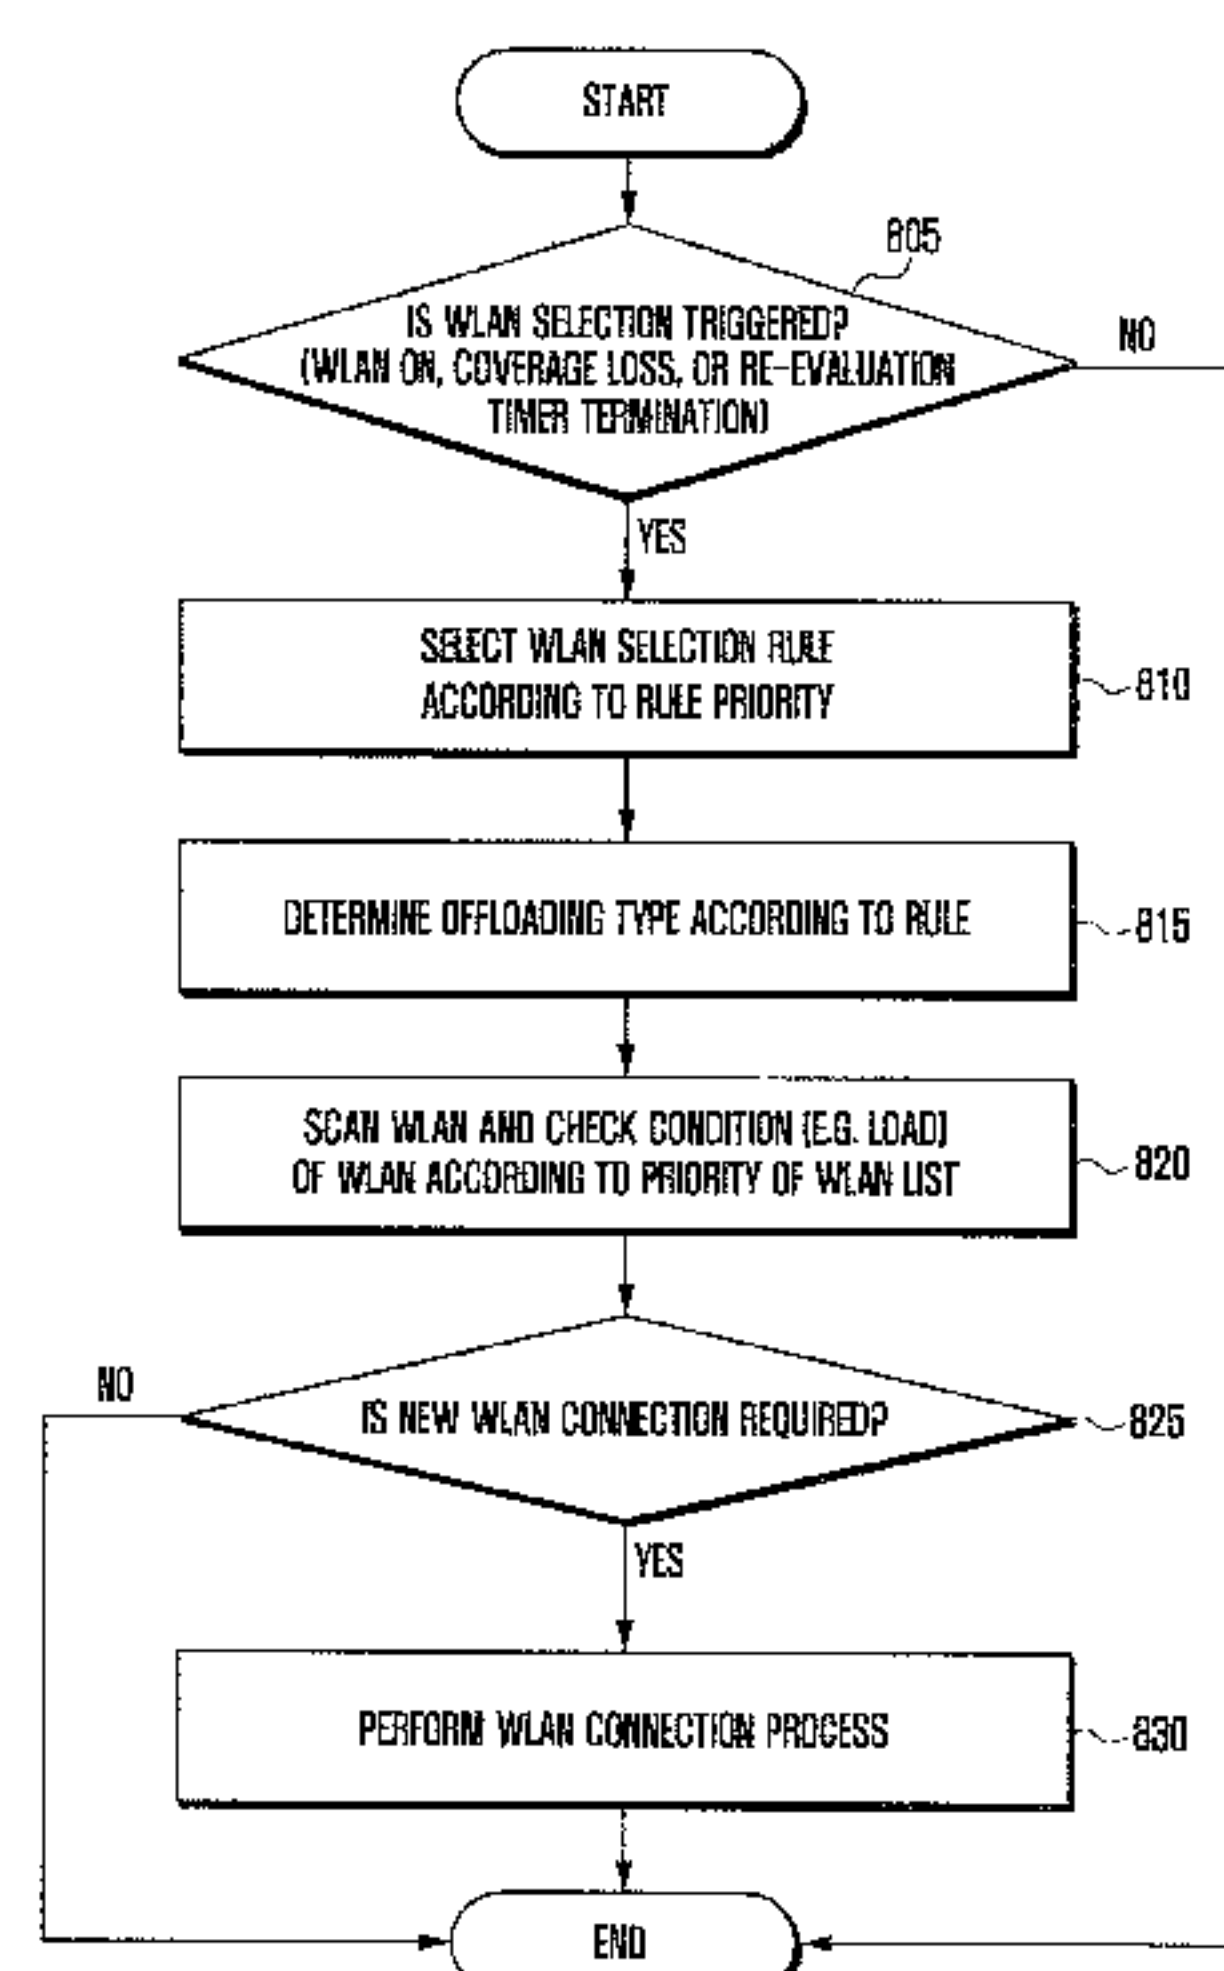 START
805
IS WLAN SELECTION TRIGGERED?
NO
(WLAN ON, COVERAGE LOSS, OR RE-EVALUATION
TIMER TERMINATION)
YES
SELECT WLAN SELECTION RULE
ACCORDING TO RULE PRIORITY
810
DETERMINE OFFLOADING TYPE ACCORDING TO RULE
815
SCAN WLAN AND CHECK CONDITION (E.G. LOAD)
OF WLAN ACCORDING TO PRIORITY OF WLAN LIST
820
NO
IS NEW WLAN CONNECTION REQUIRED?
825
YES
PERFORM WLAN CONNECTION PROCESS
830
END